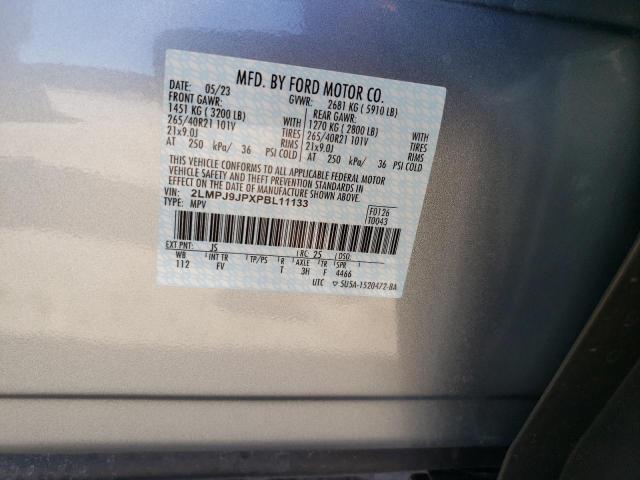 MFD. BY FORD MOTOR CO.
DATE: 05/23 GVWR: 2681 KG ( 5910 LB)
FRONT GAWR: REAR GAWR:
1451 KG ( 3200 LB) WITH 1270 KG ( 2800 LB) WITH
265/40R21 101V TIRES 265/40R21 101V TIRES
21x9.0J RIMS 21x9.0J RIMS
AT 250 kPa/ 36 PSI COLD AT 250 kPa/ 36 PSI COLD
THIS VEHICLE CONFORMS TO ALL APPLICABLE FEDERAL MOTOR
VEHICLE SAFETY AND THEFT PREVENTION STANDARDS IN
EFFECT ON THE DATE OF MANUFACTURE SHOWN ABOVE.
VIN: 2LMPJ9JPXPBL11133 F0126
TYPE: MPV T0043
EXT PNT: JS RC: 25 DSO:
WB INT TR TP/PS R AXLE TR SPR
112 FV T 3H F 4466
UTC ▽ 5U5A-1520472-BA